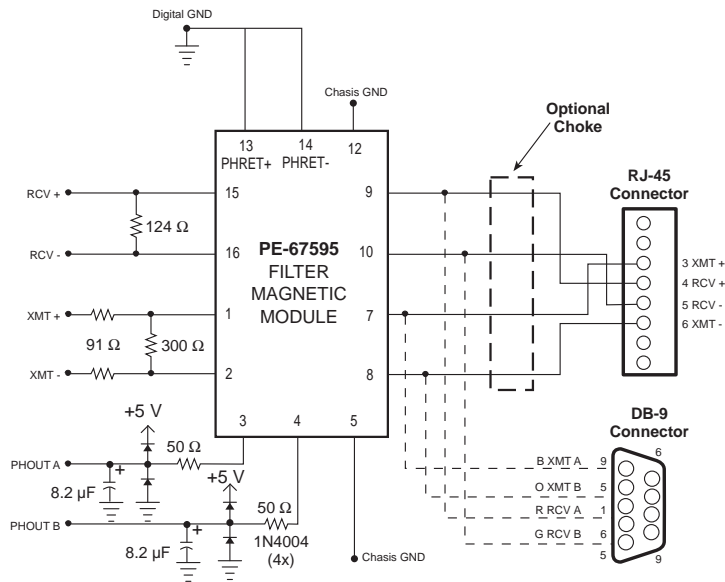 Digital GND
Chasis GND
Optional
Choke
13
14
12
PHRET+
PHRET-
RJ-45
Connector
RCV +
15
9
124 Ω
RCV -
16
10
PE-67595
FILTER
MAGNETIC
MODULE
3 XMT +
4 RCV +
5 RCV -
6 XMT -
XMT +
1
7
91 Ω
300 Ω
XMT -
2
8
+5 V
3
4
5
DB-9
Connector
PHOUT A
+
50 Ω
+5 V
8.2 µF
B XMT A
9
6
O XMT B
5
R RCV A
1
G RCV B
6
5
9
PHOUT B
+
50 Ω
1N4004
(4x)
8.2 µF
Chasis GND